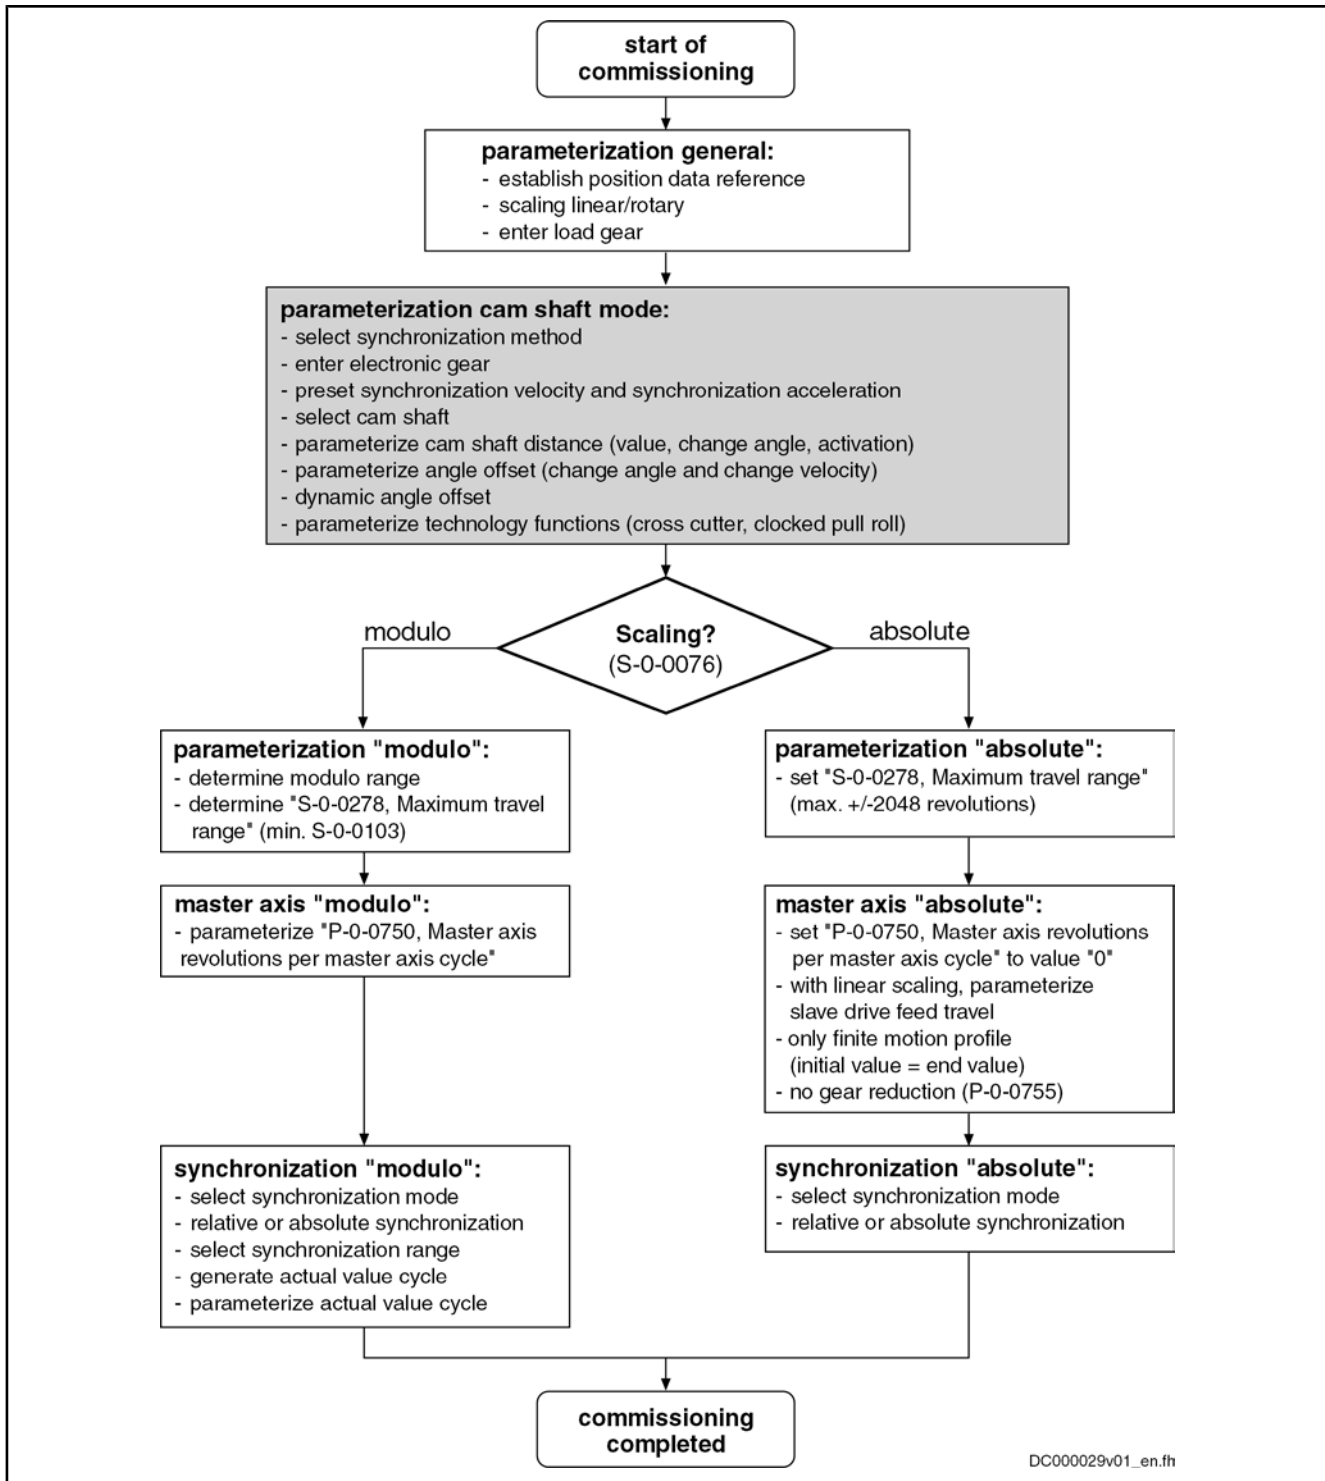 start of
commissioning
parameterization general:
- establish position data reference
- scaling linear/rotary
- enter load gear
parameterization cam shaft mode:
- select synchronization method
- enter electronic gear
- preset synchronization velocity and synchronization acceleration
- select cam shaft
- parameterize cam shaft distance (value, change angle, activation)
- parameterize angle offset (change angle and change velocity)
- dynamic angle offset
- parameterize technology functions (cross cutter, clocked pull roll)
modulo
Scaling?
(S-0-0076)
absolute
parameterization "modulo":
- determine modulo range
- determine "S-0-0278, Maximum travel
range" (min. S-0-0103)
parameterization "absolute":
- set "S-0-0278, Maximum travel range"
(max. +/-2048 revolutions)
master axis "modulo":
- parameterize "P-0-0750, Master axis
revolutions per master axis cycle"
master axis "absolute":
- set "P-0-0750, Master axis revolutions
per master axis cycle" to value "0"
- with linear scaling, parameterize
slave drive feed travel
- only finite motion profile
(initial value = end value)
- no gear reduction (P-0-0755)
synchronization "modulo":
- select synchronization mode
- relative or absolute synchronization
- select synchronization range
- generate actual value cycle
- parameterize actual value cycle
synchronization "absolute":
- select synchronization mode
- relative or absolute synchronization
commissioning
completed
DC000029v01_en.fh